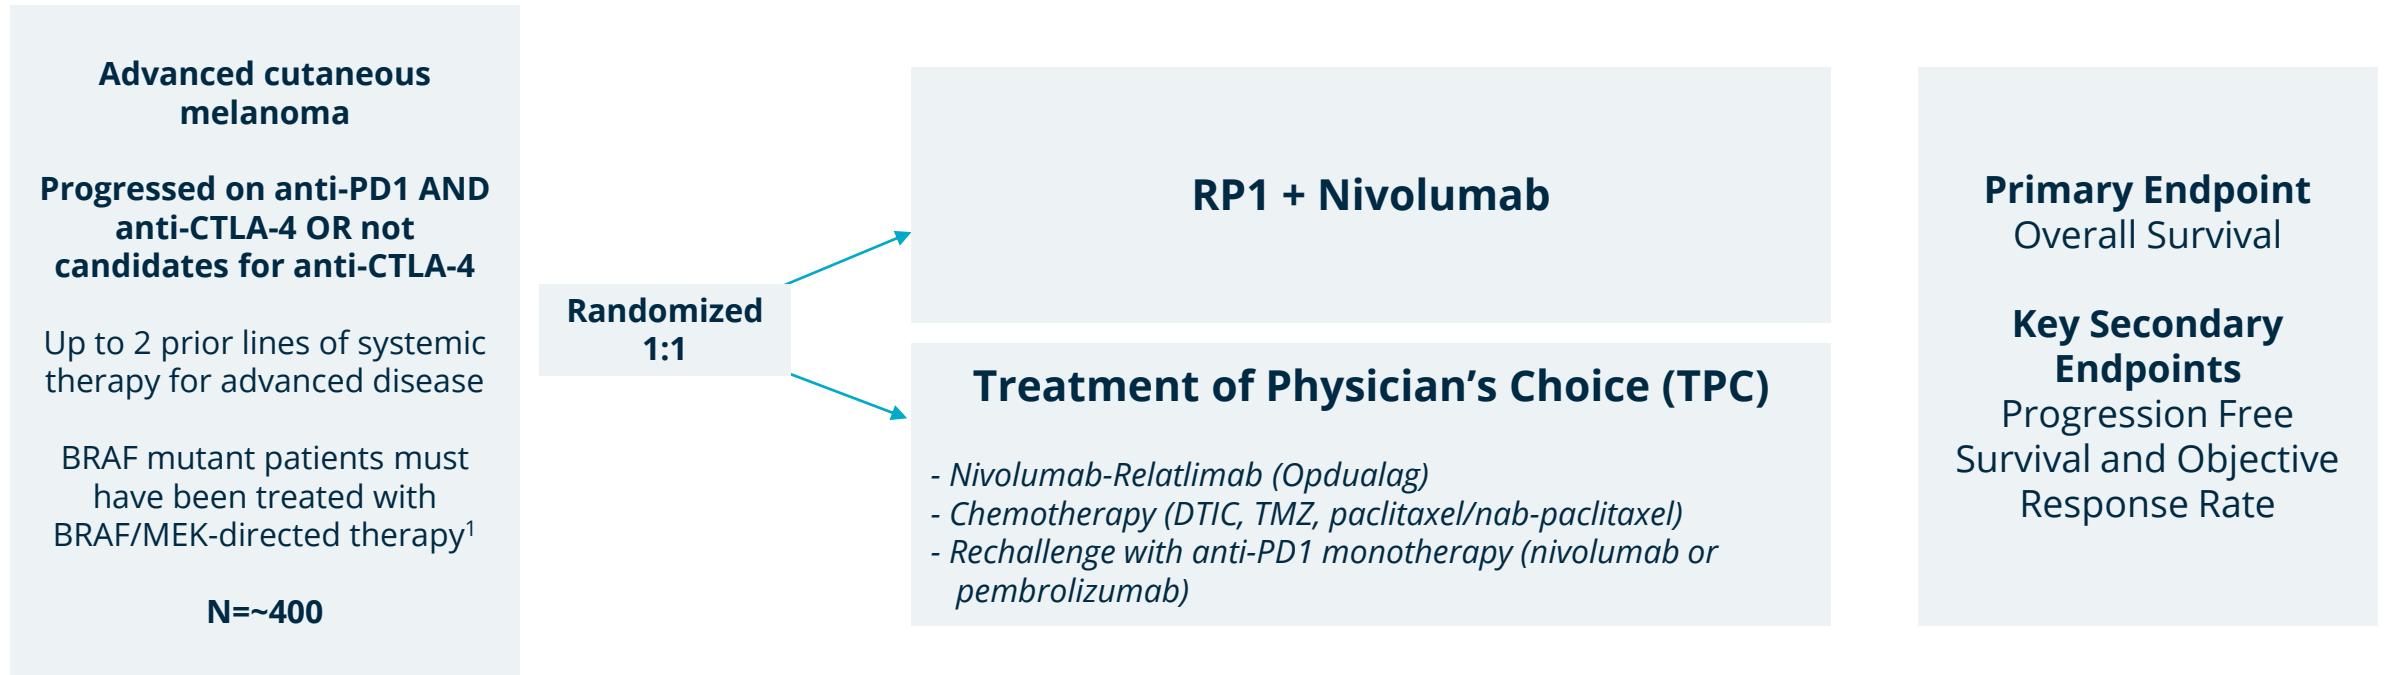 Advanced cutaneous
melanoma
Progressed on anti-PD1 AND
anti-CTLA-4 OR not
candidates for anti-CTLA-4
Up to 2 prior lines of systemic
therapy for advanced disease
BRAF mutant patients must
have been treated with
BRAF/MEK-directed therapy¹
N=~400
Randomized
1:1
RP1 + Nivolumab
Treatment of Physician’s Choice (TPC)
- Nivolumab-Relatlimab (Opdualag)
- Chemotherapy (DTIC, TMZ, paclitaxel/nab-paclitaxel)
- Rechallenge with anti-PD1 monotherapy (nivolumab or
pembrolizumab)
Primary Endpoint
Overall Survival
Key Secondary
Endpoints
Progression Free
Survival and Objective
Response Rate